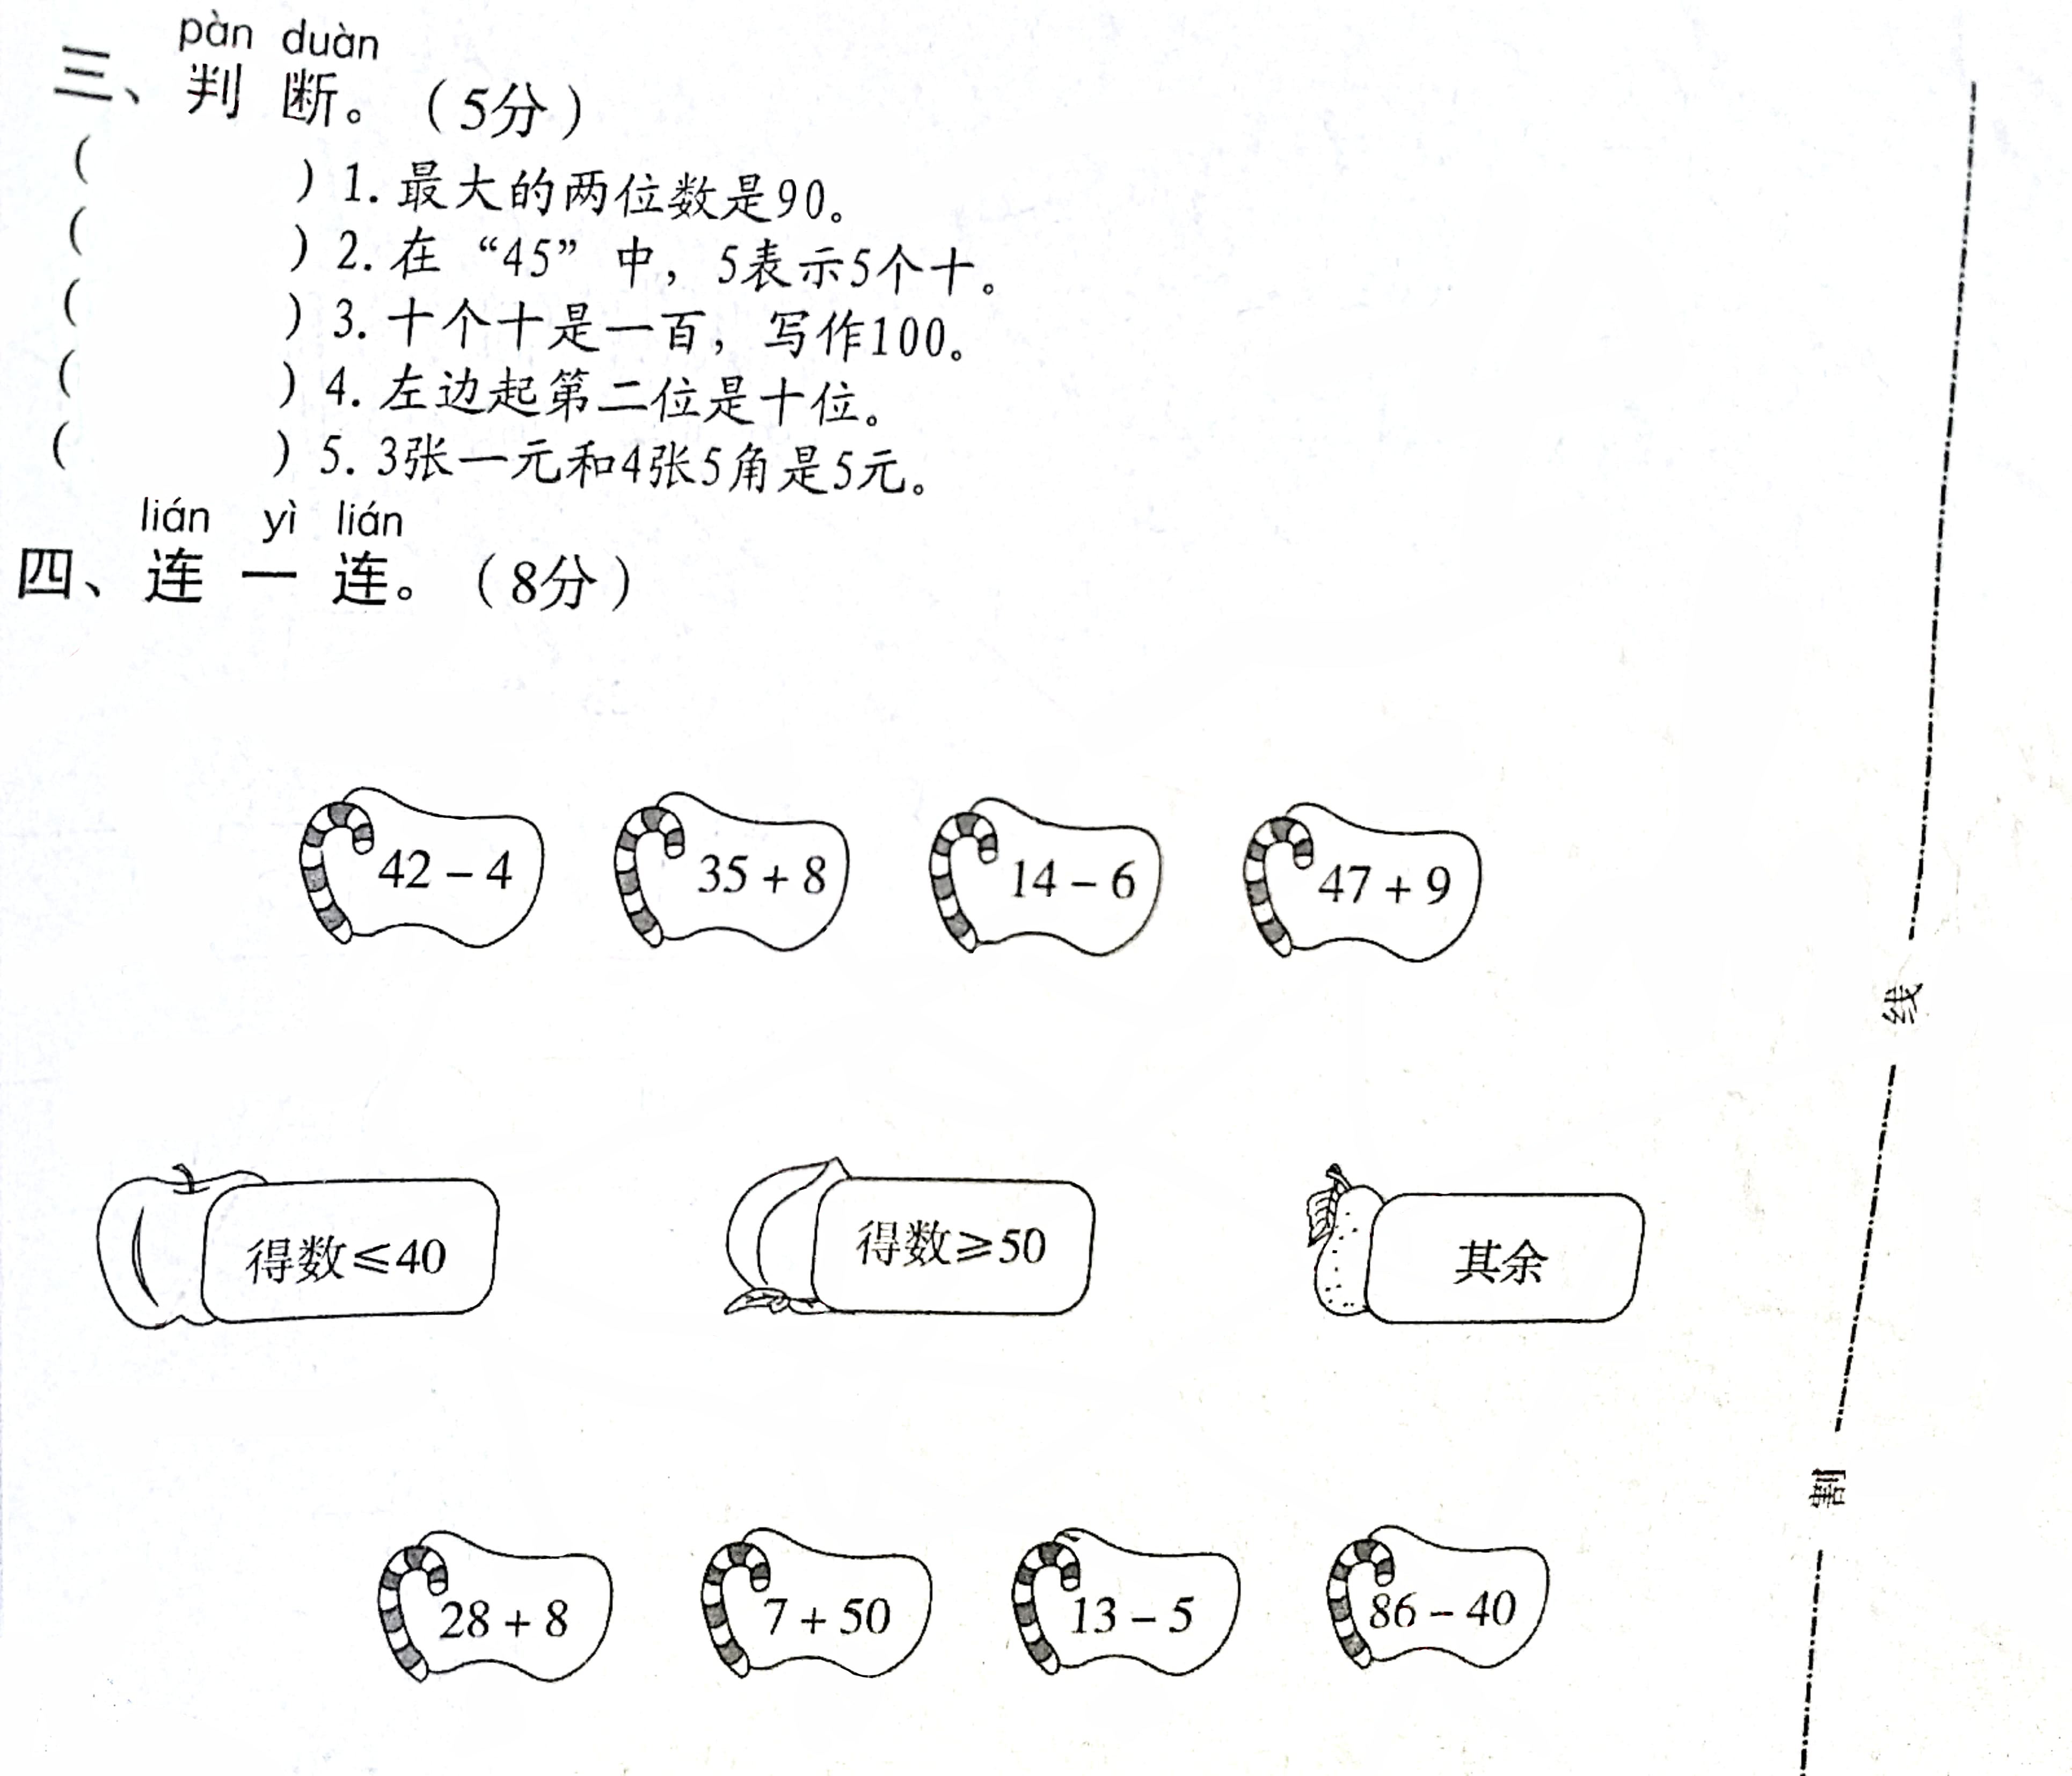 pàn duàn
三、判 断。（5分）
（ ）1. 最大的两位数是90。
（ ）2. 在“45”中，5表示5个十。
（ ）3. 十个十是一百，写作100。
（ ）4. 左边起第二位是十位。
（ ）5. 3张一元和4张5角是5元。
lián yì lián
四、连 一 连。（8分）
42－4 35＋8 14－6 47＋9
得数≤40 得数≥50 其余
28＋8 7＋50 13－5 86－40
线
割